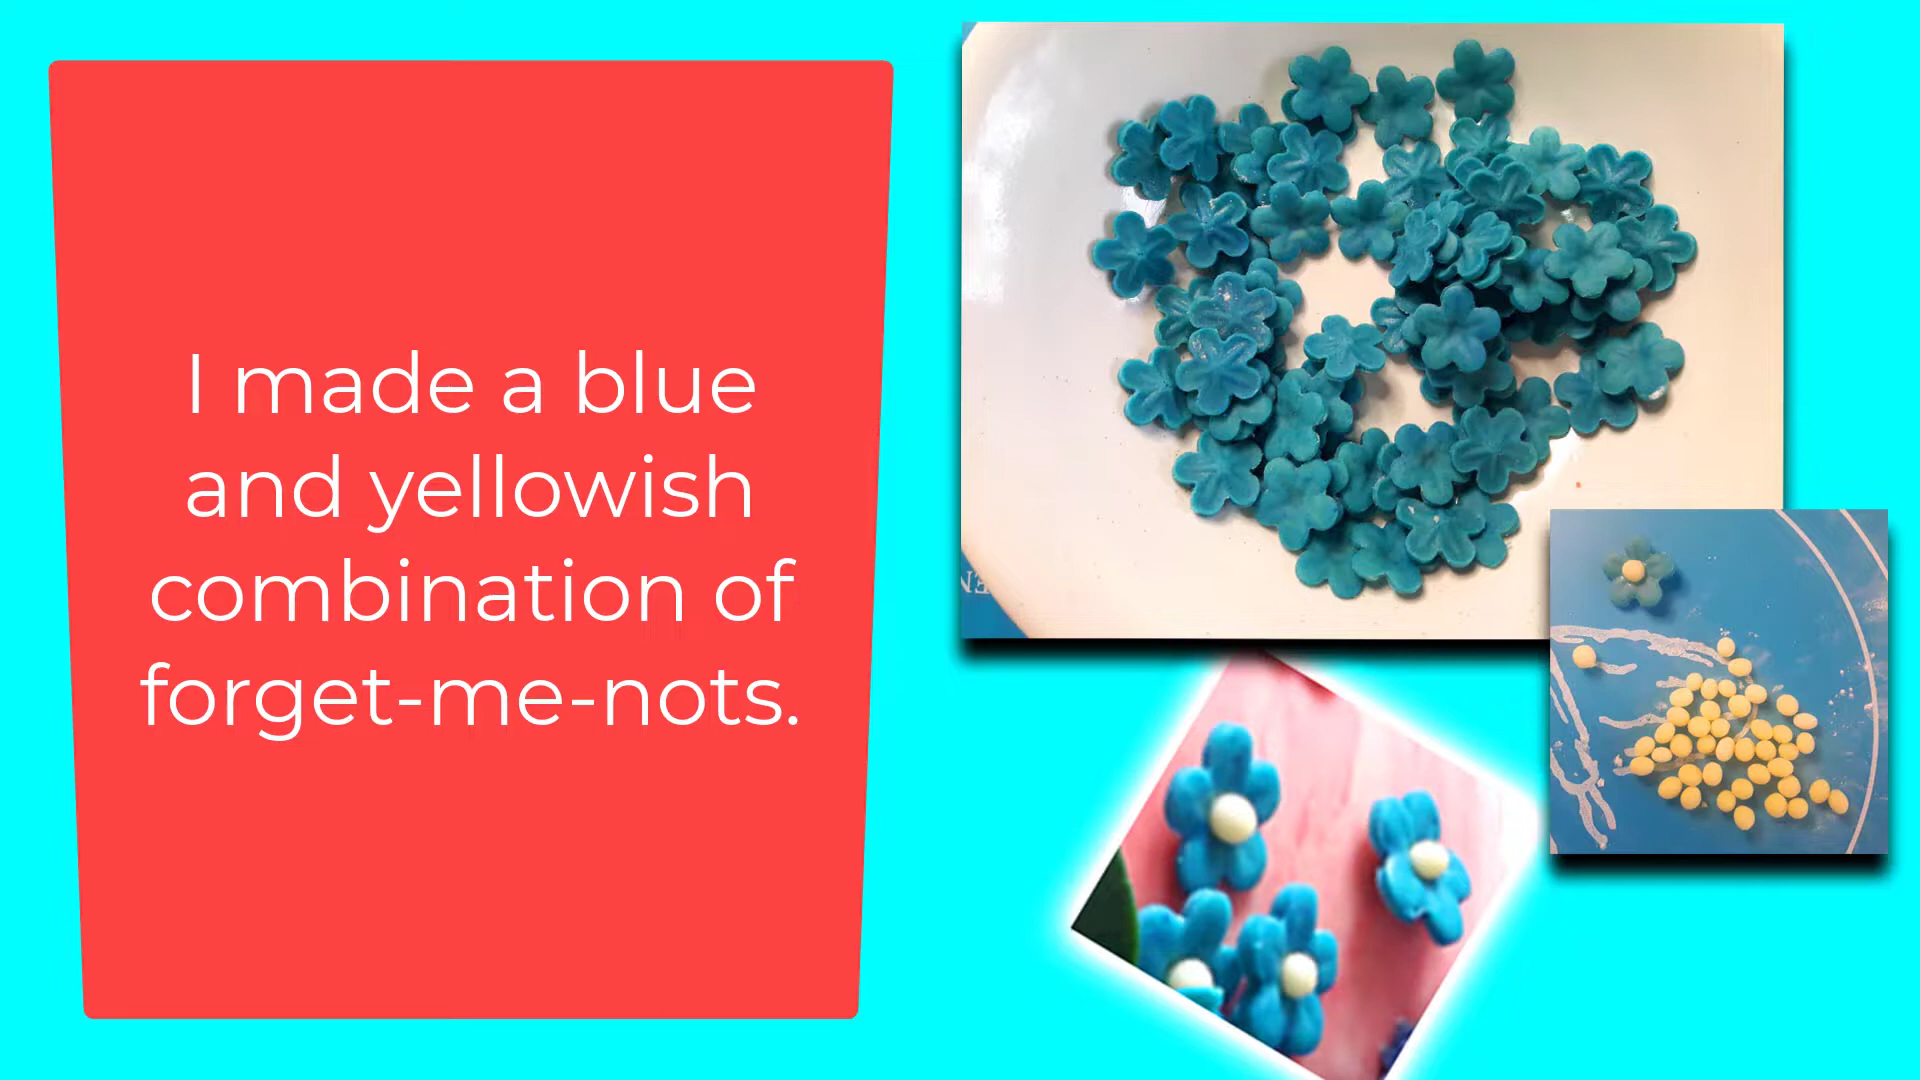 I made a blue
and yellowish
combination of
forget-me-nots.